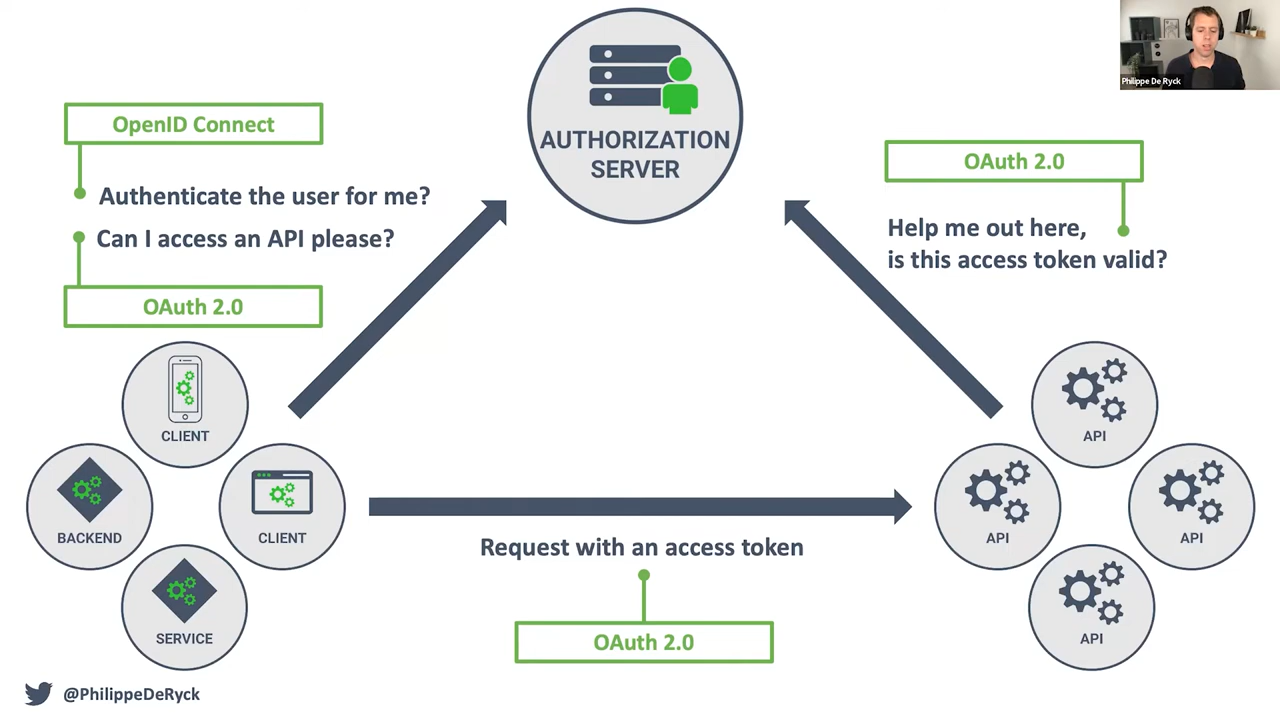 Philippe De Ryck
AUTHORIZATION
SERVER
OpenID Connect
Authenticate the user for me?
Can I access an API please?
OAuth 2.0
OAuth 2.0
Help me out here,
is this access token valid?
CLIENT
BACKEND
CLIENT
SERVICE
Request with an access token
OAuth 2.0
API
API
API
API
@PhilippeDeRyck